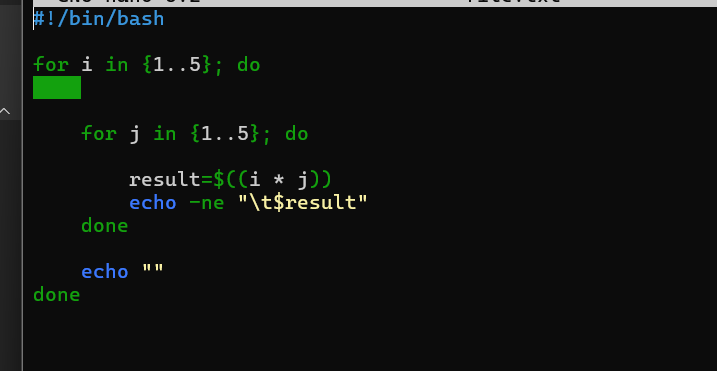 #!/bin/bash
for i in {1..5}; do
for j in {1..5}; do
result=$((i * j))
echo -ne "\t$result"
done
echo ""
done